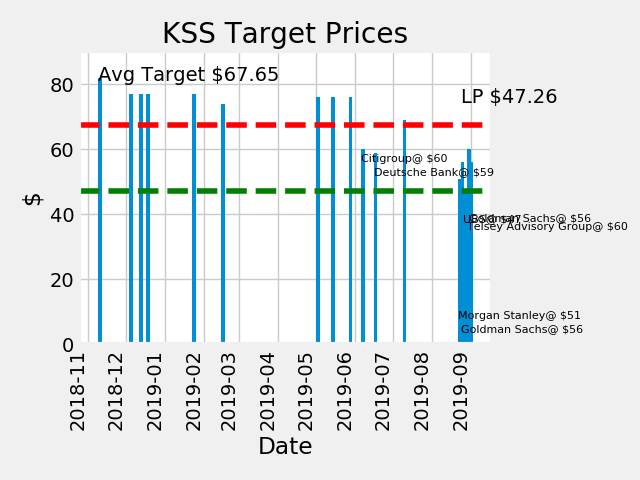 KSS Target Prices
Avg Target $67.65
LP $47.26
Citigroup@ $60
Deutsche Bank@ $59
Goldman Sachs@ $56
Telsey Advisory Group@ $60
Morgan Stanley@ $51
Goldman Sachs@ $56
$
80
60
40
20
0
2018-11
2018-12
2019-01
2019-02
2019-03
2019-04
2019-05
2019-06
2019-07
2019-08
2019-09
Date